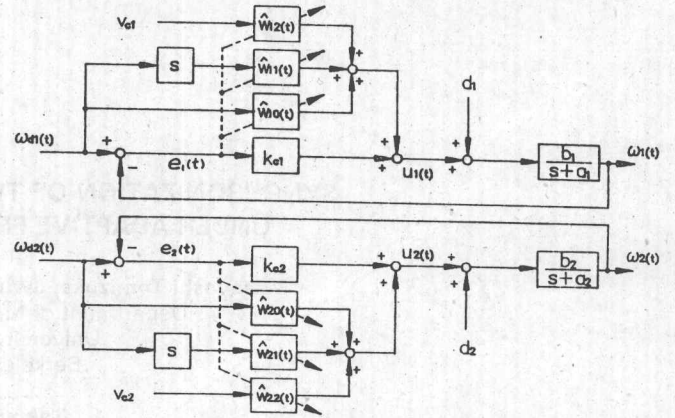 Vc1
ŵ12(t)
s
ŵ11(t)
ŵ10(t)
d1
ωd1(t)
+
−
e1(t)
kc1
+
+
+
+
+
u1(t)
+
+
b1
s+a1
ω1(t)
ωd2(t)
−
+
e2(t)
kc2
+
+
u2(t)
+
+
b2
s+a2
ω2(t)
ŵ20(t)
s
ŵ21(t)
+
+
+
d2
Vc2
ŵ22(t)